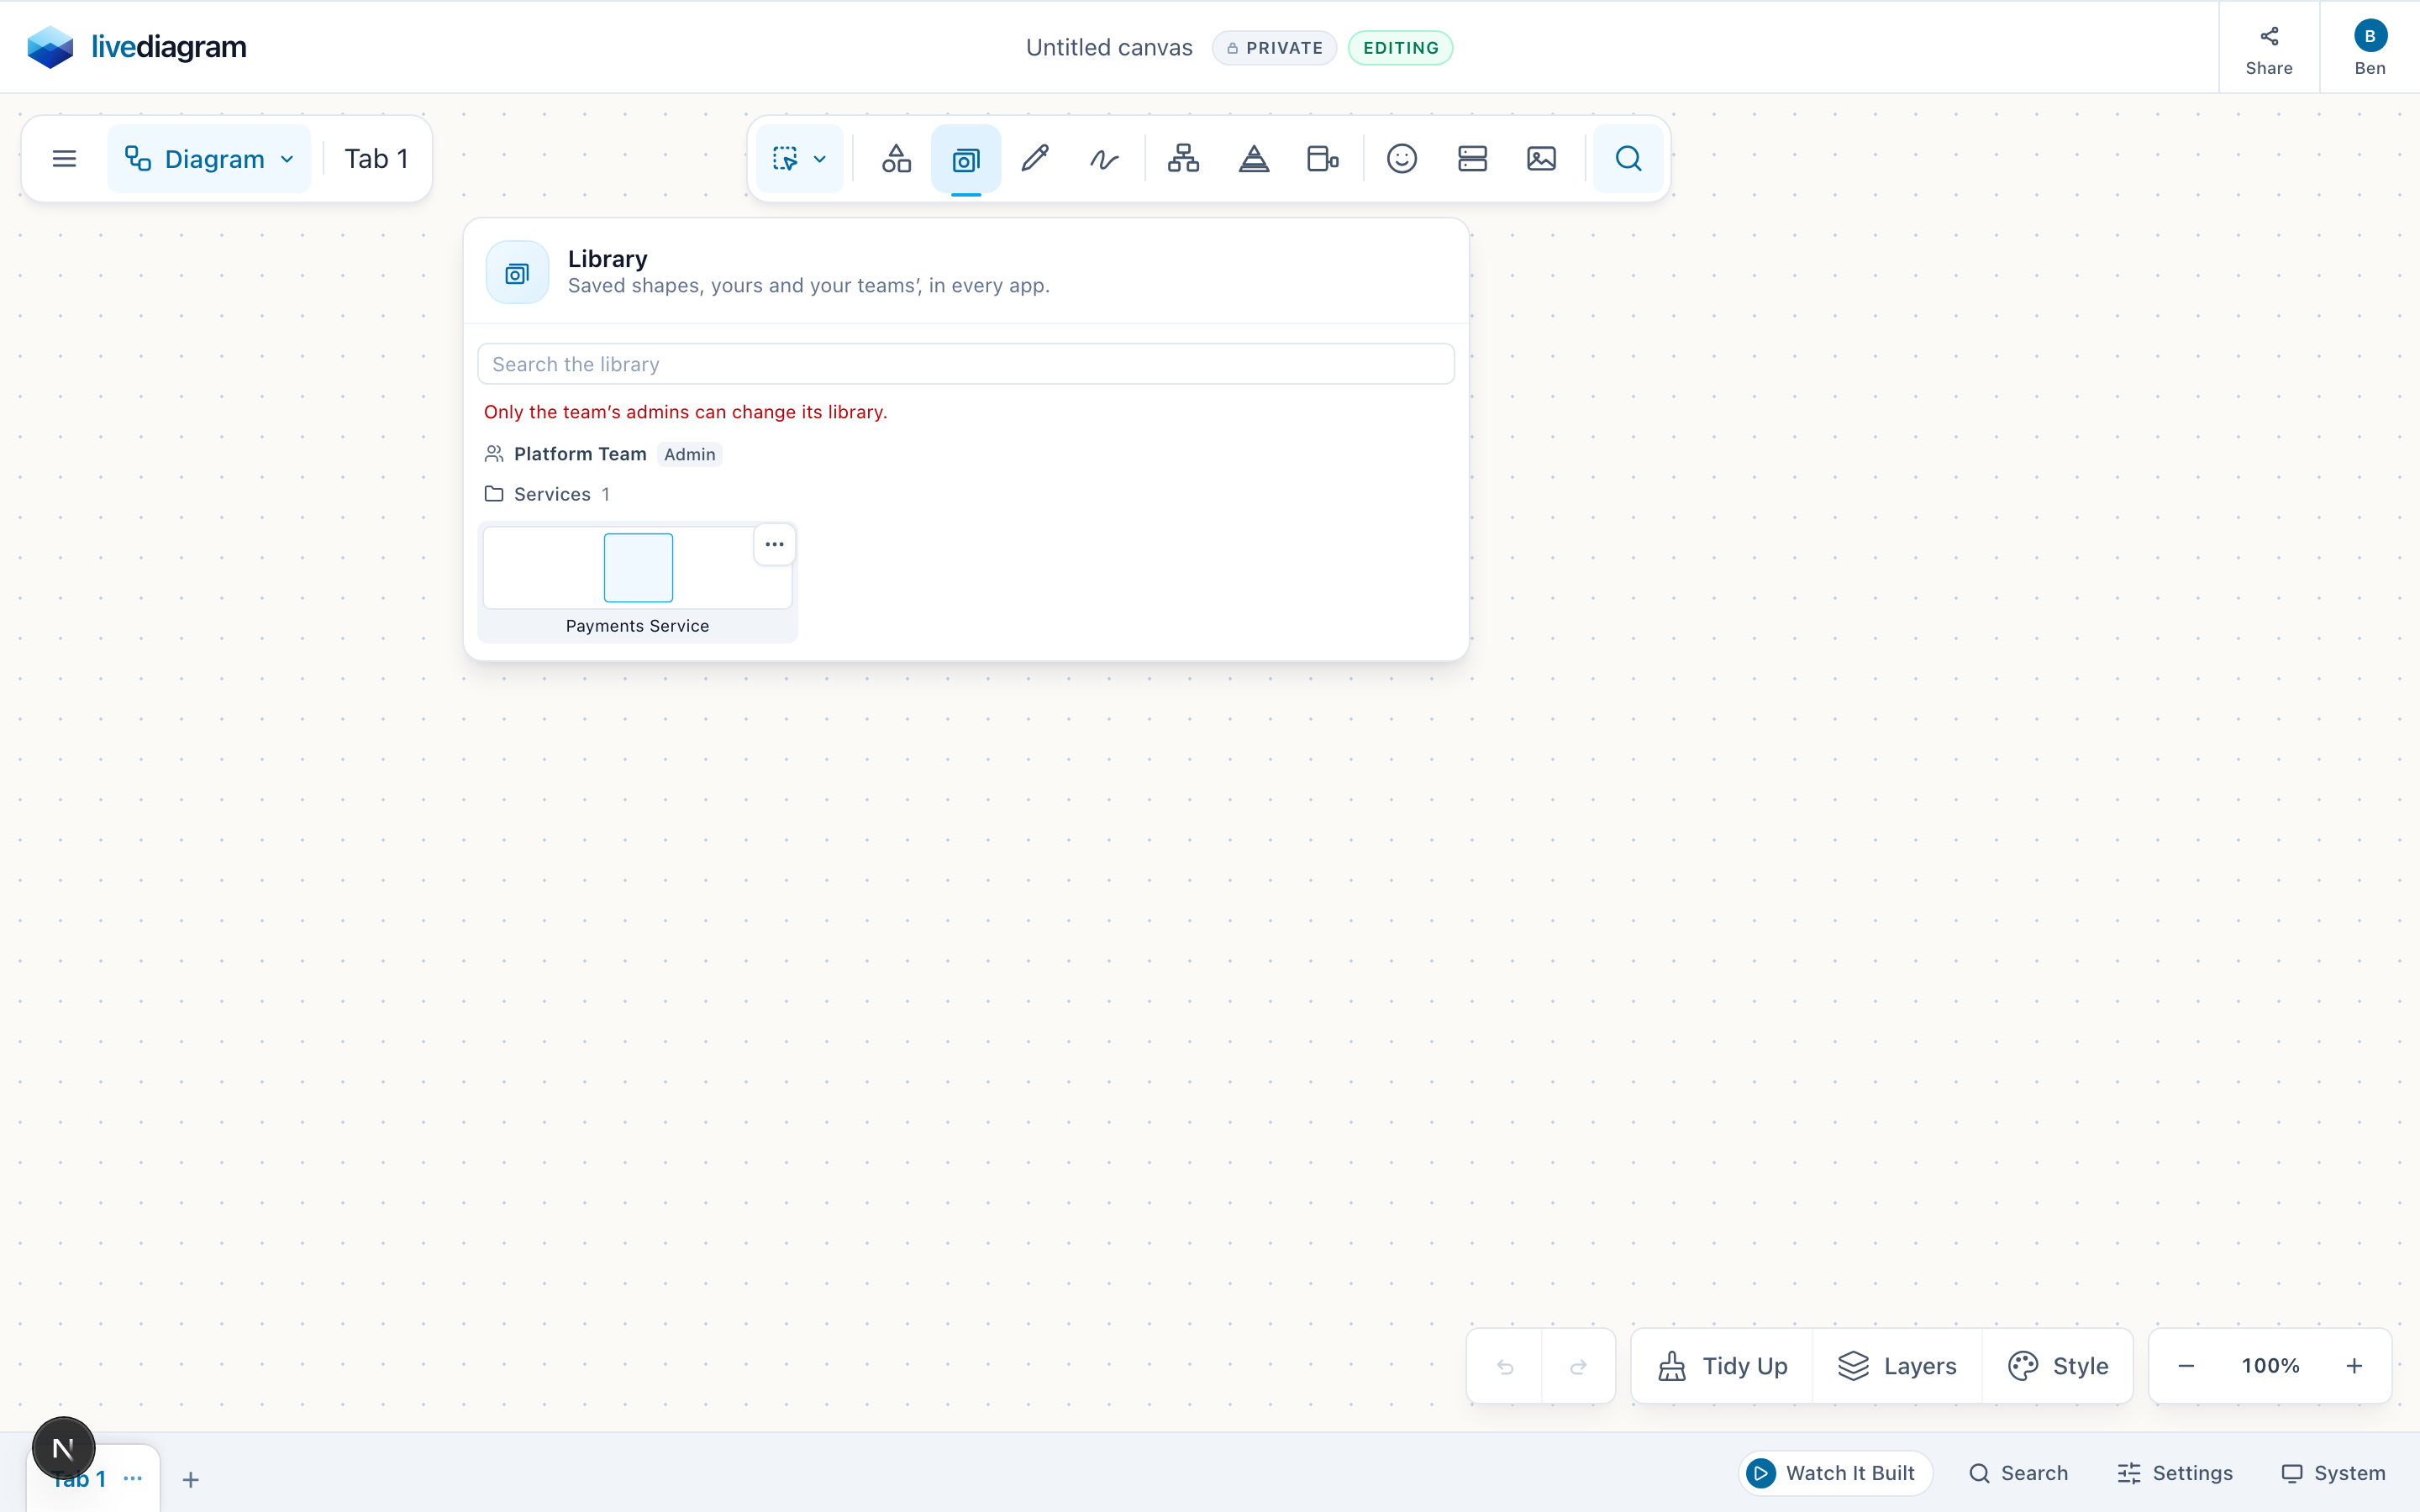 livediagram
Untitled canvas
PRIVATE
EDITING
Share
B
Ben
Diagram
Tab 1
Library
Saved shapes, yours and your teams’, in every app.
Search the library
Only the team’s admins can change its library.
Platform Team
Admin
Services 1
Payments Service
Tidy Up
Layers
Style
100%
N
Tab 1
Watch It Built
Search
Settings
System